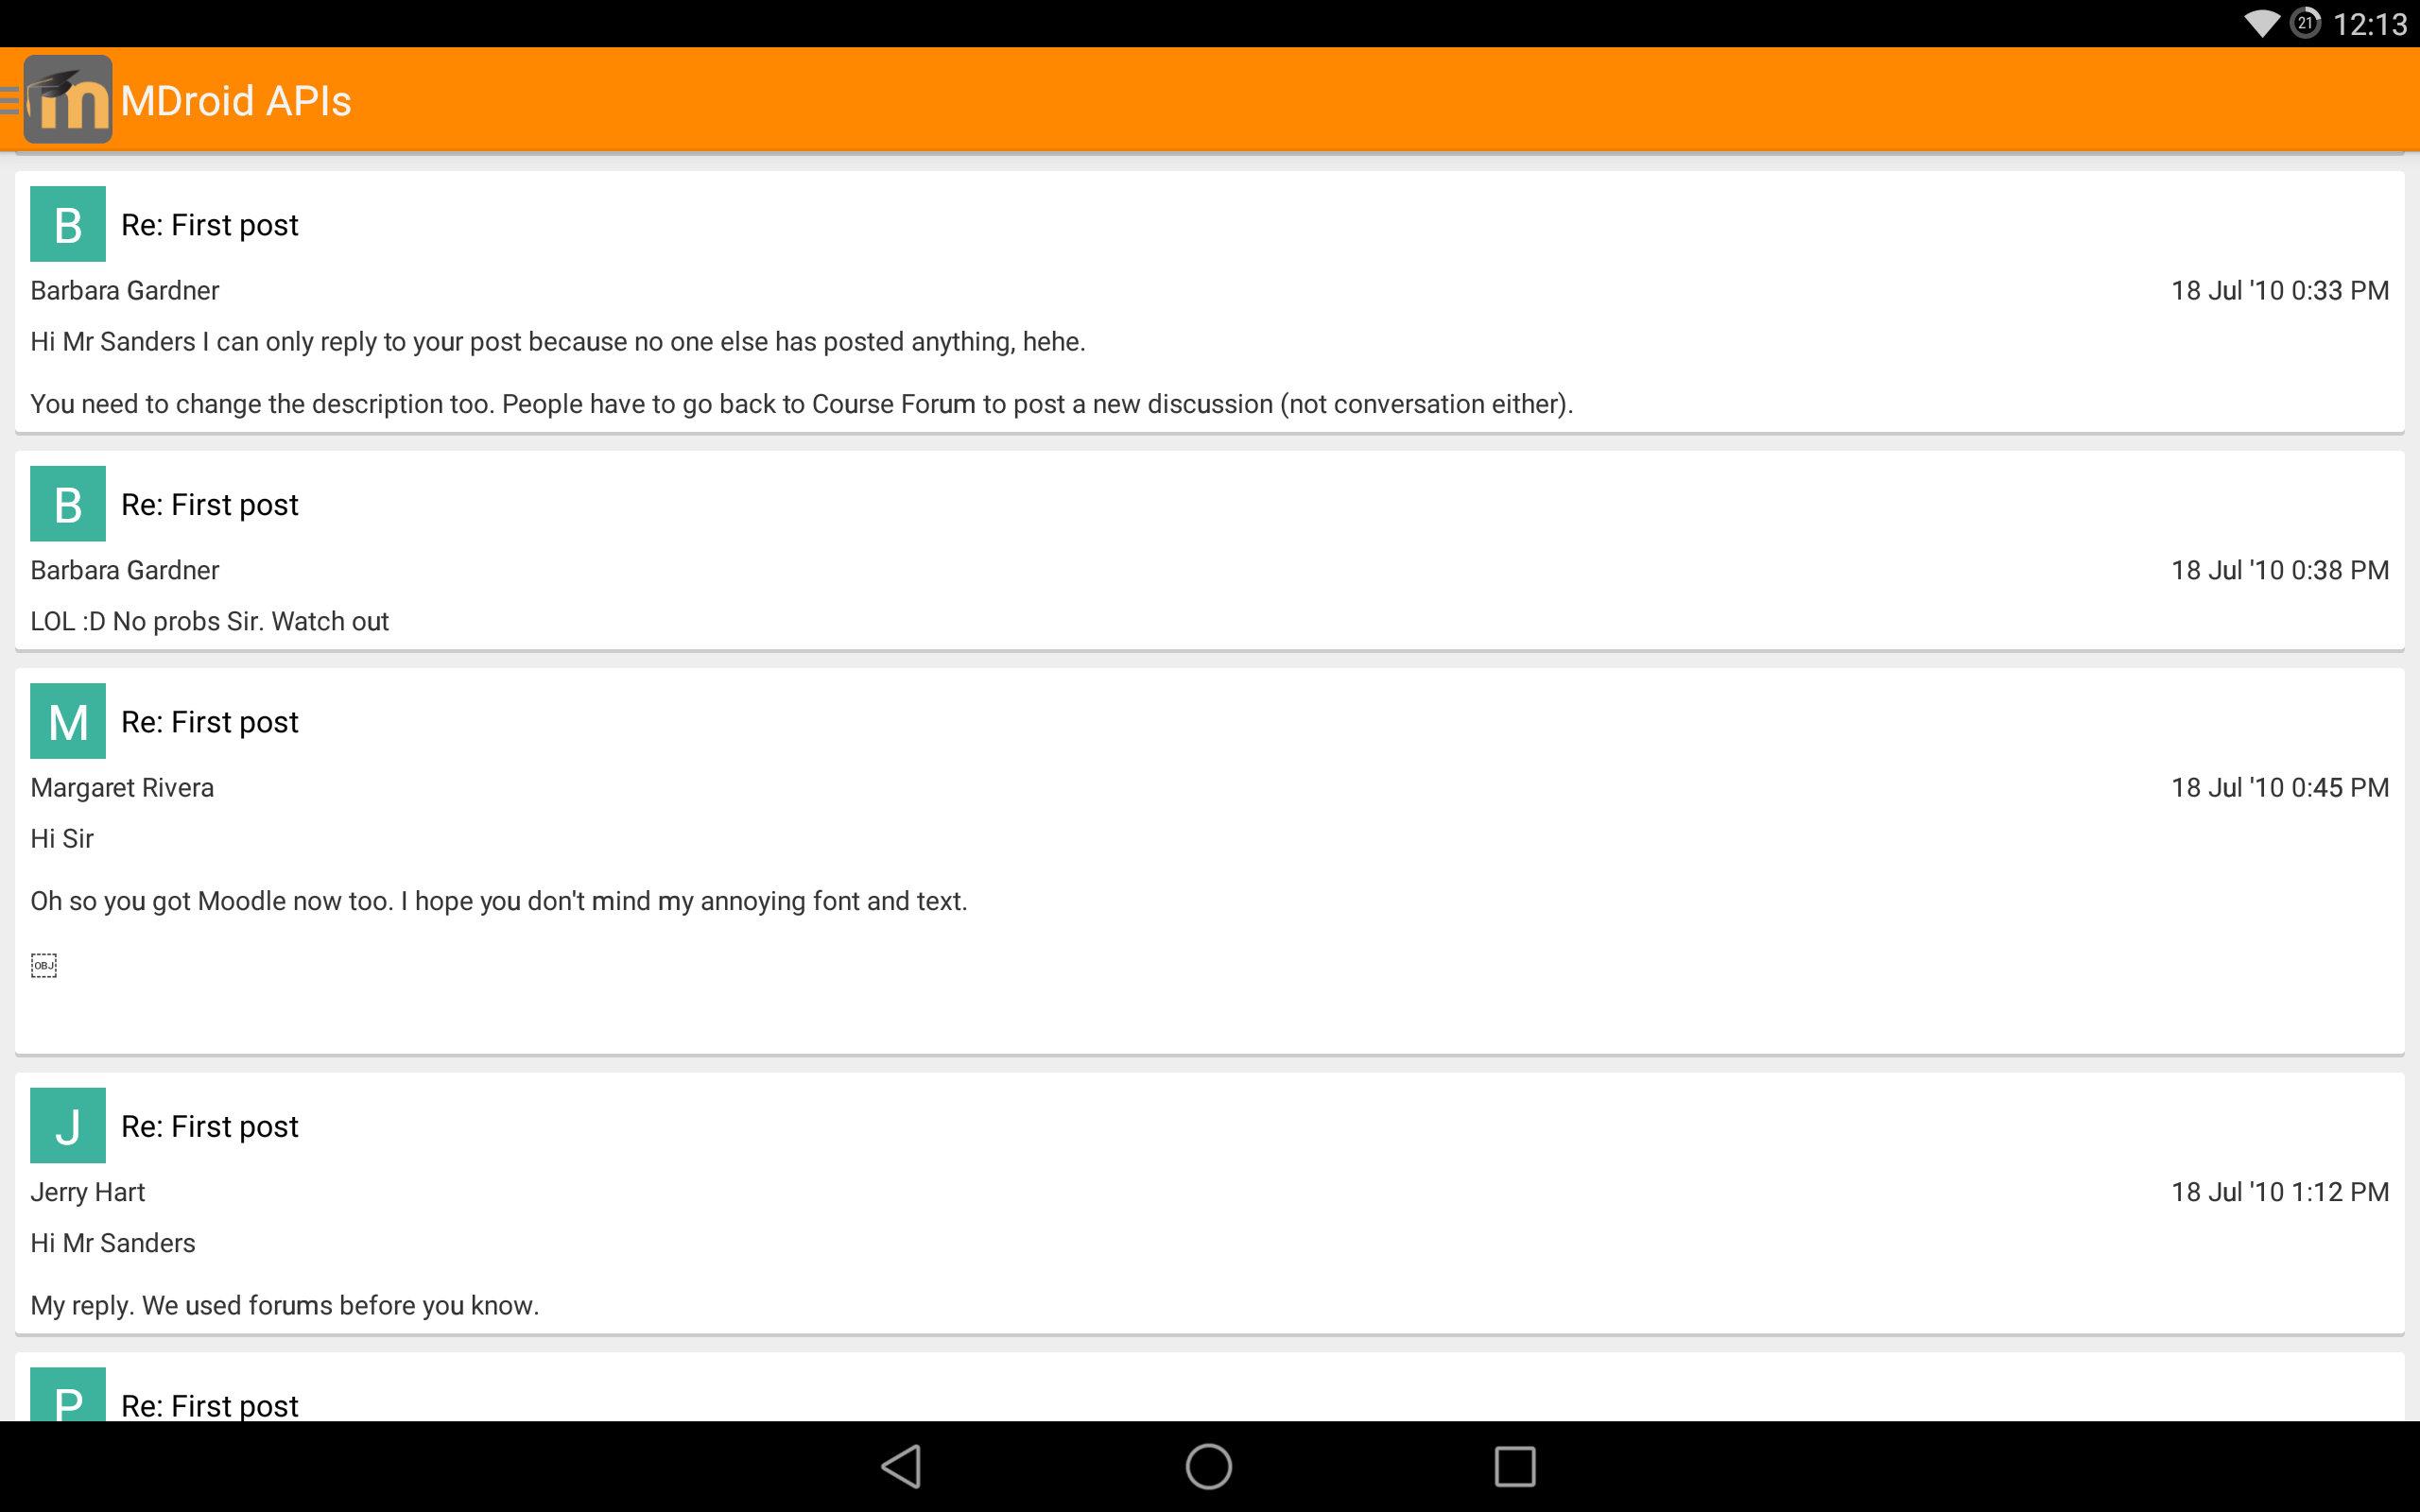 21 12:13
m MDroid APIs
B Re: First post
Barbara Gardner 18 Jul '10 0:33 PM
Hi Mr Sanders I can only reply to your post because no one else has posted anything, hehe.
You need to change the description too. People have to go back to Course Forum to post a new discussion (not conversation either).
B Re: First post
Barbara Gardner 18 Jul '10 0:38 PM
LOL :D No probs Sir. Watch out
M Re: First post
Margaret Rivera 18 Jul '10 0:45 PM
Hi Sir
Oh so you got Moodle now too. I hope you don't mind my annoying font and text.
OBJ
J Re: First post
Jerry Hart 18 Jul '10 1:12 PM
Hi Mr Sanders
My reply. We used forums before you know.
P Re: First post